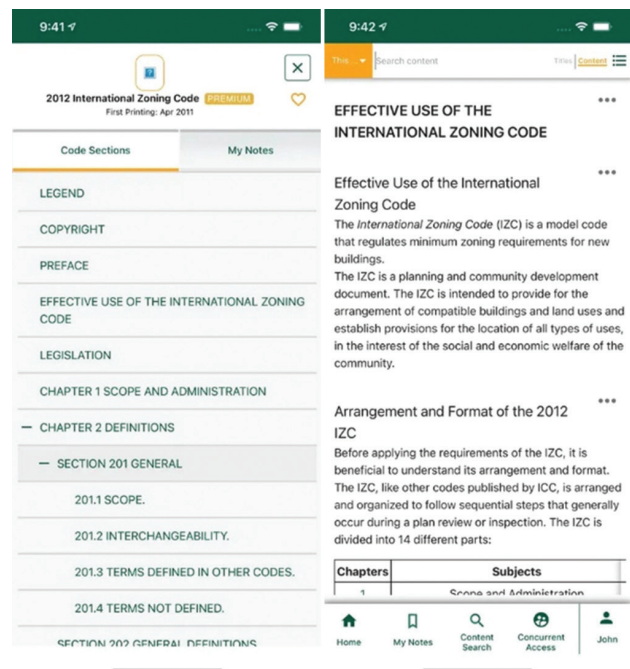 9:41
2012 International Zoning Code PREMIUM
First Printing: Apr 2011
Code Sections My Notes
LEGEND
COPYRIGHT
PREFACE
EFFECTIVE USE OF THE INTERNATIONAL ZONING
CODE
LEGISLATION
CHAPTER 1 SCOPE AND ADMINISTRATION
CHAPTER 2 DEFINITIONS
SECTION 201 GENERAL
201.1 SCOPE.
201.2 INTERCHANGEABILITY.
201.3 TERMS DEFINED IN OTHER CODES.
201.4 TERMS NOT DEFINED.
SECTION 202 GENERAL DEFINITIONS
9:42
This... Search content Titles Content
EFFECTIVE USE OF THE
INTERNATIONAL ZONING CODE
Effective Use of the International
Zoning Code
The International Zoning Code (IZC) is a model code
that regulates minimum zoning requirements for new
buildings.
The IZC is a planning and community development
document. The IZC is intended to provide for the
arrangement of compatible buildings and land uses and
establish provisions for the location of all types of uses,
in the interest of the social and economic welfare of the
community.
Arrangement and Format of the 2012
IZC
Before applying the requirements of the IZC, it is
beneficial to understand its arrangement and format.
The IZC, like other codes published by ICC, is arranged
and organized to follow sequential steps that generally
occur during a plan review or inspection. The IZC is
divided into 14 different parts:
Chapters Subjects
1 Scope and Administration
Home My Notes Content Search Concurrent Access John